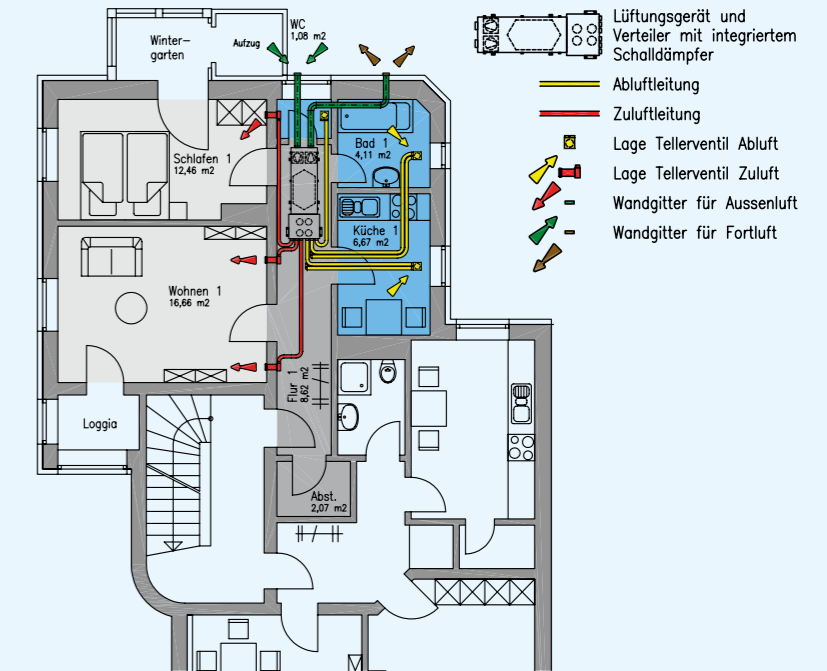 WC
1,08 m2
Winter-
garten
Aufzug
Lüftungsgerät und
Verteiler mit integriertem
Schalldämpfer
Abluftleitung
Zuluftleitung
Lage Tellerventil Abluft
Lage Tellerventil Zuluft
Wandgitter für Aussenluft
Wandgitter für Fortluft
Schlafen 1
12,46 m2
Bad 1
4,11 m2
Küche 1
6,67 m2
Wohnen 1
16,66 m2
Flur 1
8,62 m2
Loggia
Abst.
2,07 m2